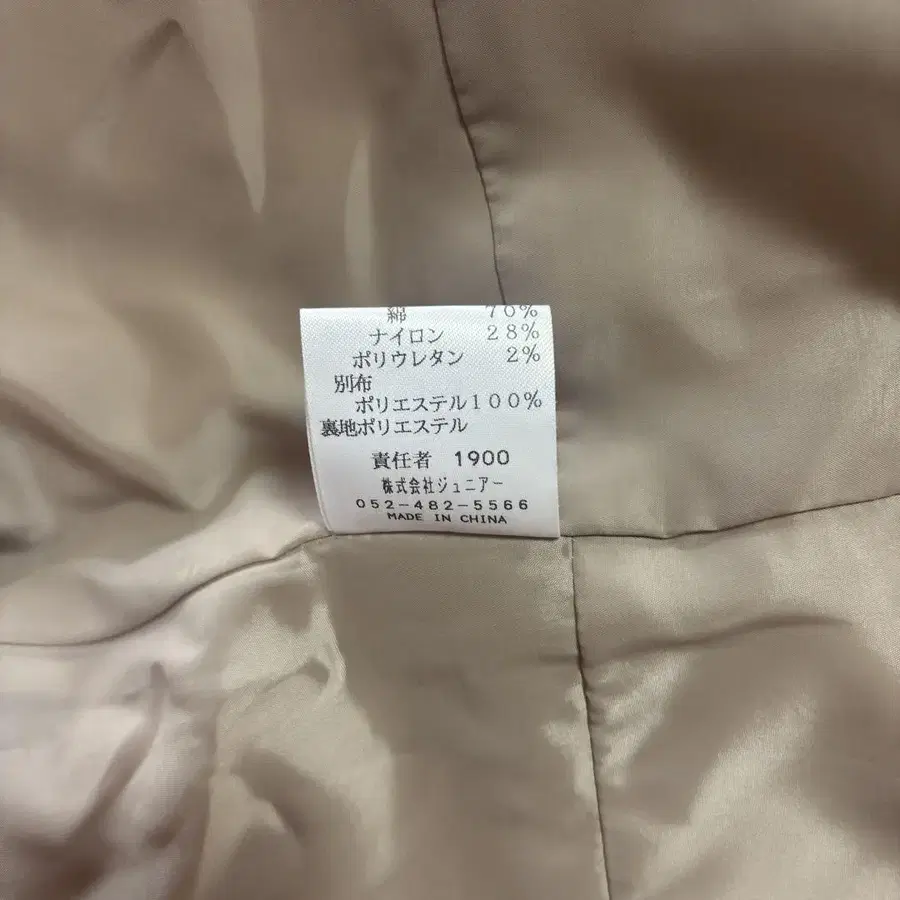 綿 70%
ナイロン 28%
ポリウレタン 2%
別布
ポリエステル100%
裏地ポリエステル
責任者 1900
株式会社ジュニアー
052-482-5566
MADE IN CHINA